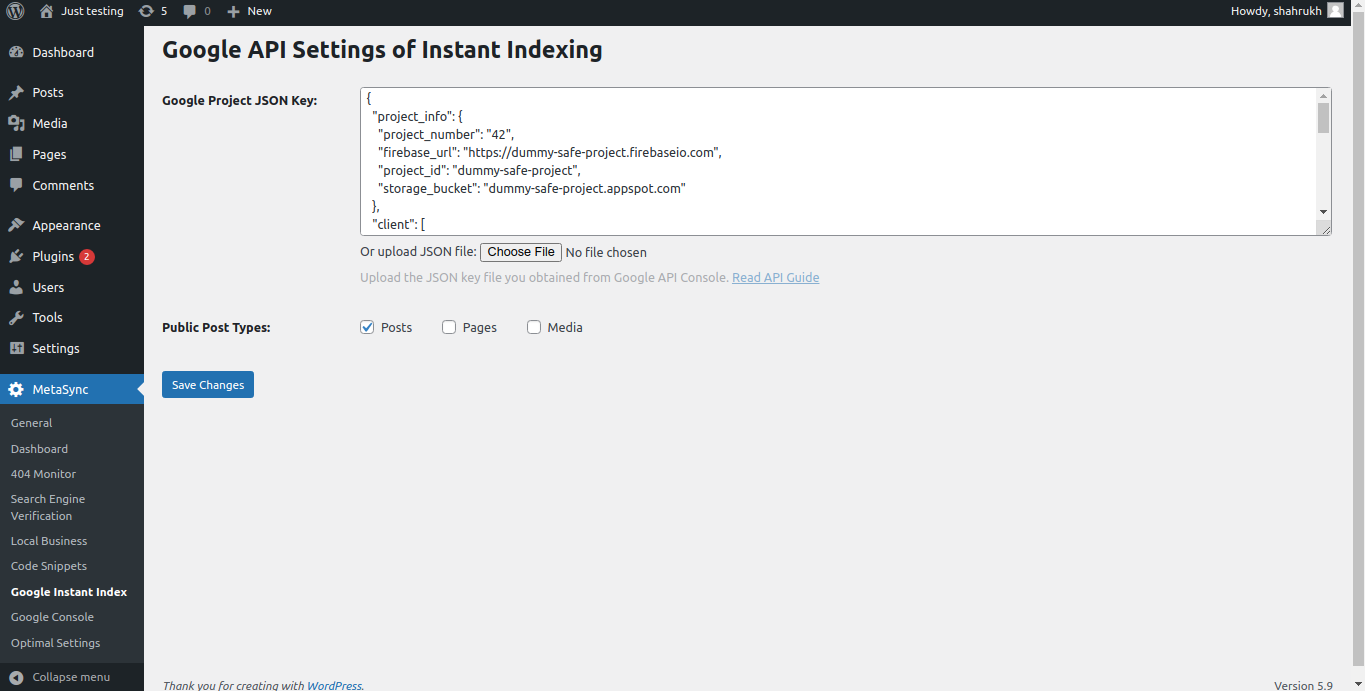 Just testing 5 0 New Howdy, shahrukh
Dashboard
Posts
Media
Pages
Comments
Appearance
Plugins 2
Users
Tools
Settings
MetaSync
General
Dashboard
404 Monitor
Search Engine
Verification
Local Business
Code Snippets
Google Instant Index
Google Console
Optimal Settings
Collapse menu
Google API Settings of Instant Indexing
Google Project JSON Key:
{
"project_info": {
"project_number": "42",
"firebase_url": "https://dummy-safe-project.firebaseio.com",
"project_id": "dummy-safe-project",
"storage_bucket": "dummy-safe-project.appspot.com"
},
"client": [
Or upload JSON file: Choose File No file chosen
Upload the JSON key file you obtained from Google API Console. Read API Guide
Public Post Types: Posts Pages Media
Save Changes
Thank you for creating with WordPress. Version 5.9